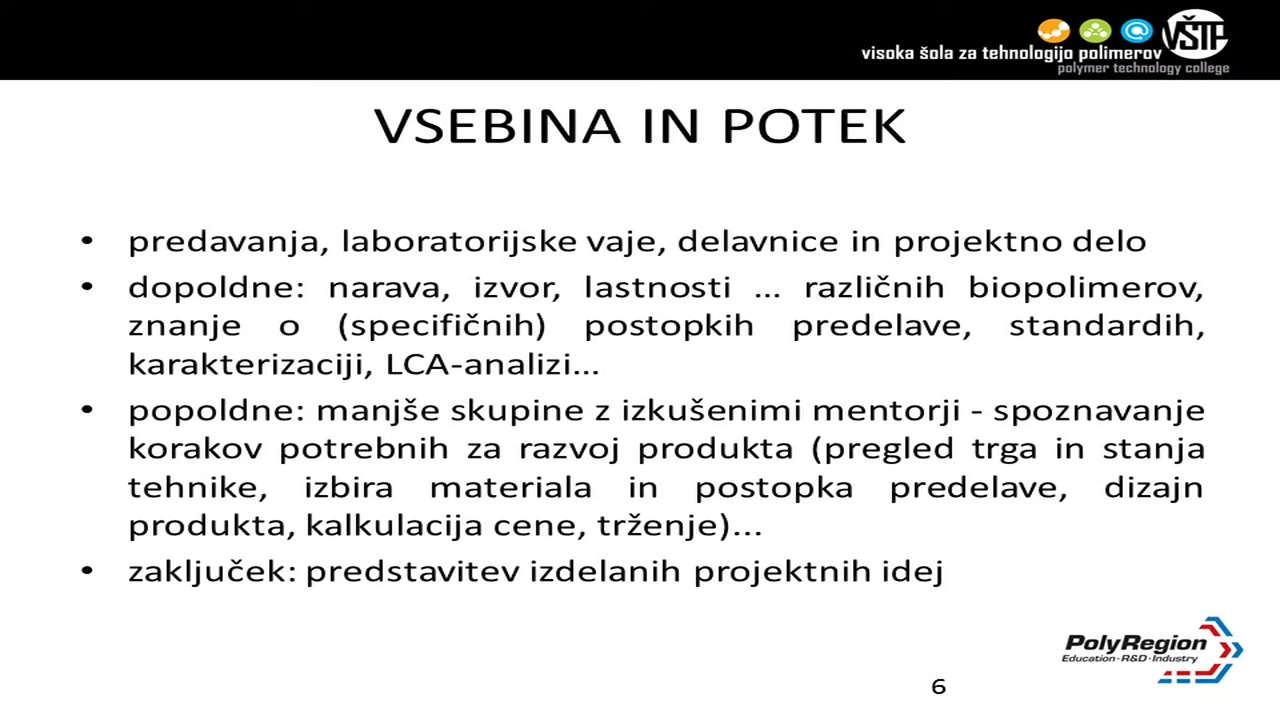 VŠTP
visoka šola za tehnologijo polimerov
polymer technology college
VSEBINA IN POTEK
• predavanja, laboratorijske vaje, delavnice in projektno delo
• dopoldne: narava, izvor, lastnosti ... različnih biopolimerov,
znanje o (specifičnih) postopkih predelave, standardih,
karakterizaciji, LCA-analizi...
• popoldne: manjše skupine z izkušenimi mentorji - spoznavanje
korakov potrebnih za razvoj produkta (pregled trga in stanja
tehnike, izbira materiala in postopka predelave, dizajn
produkta, kalkulacija cene, trženje)...
• zaključek: predstavitev izdelanih projektnih idej
PolyRegion
Education·R&D·Industry
6